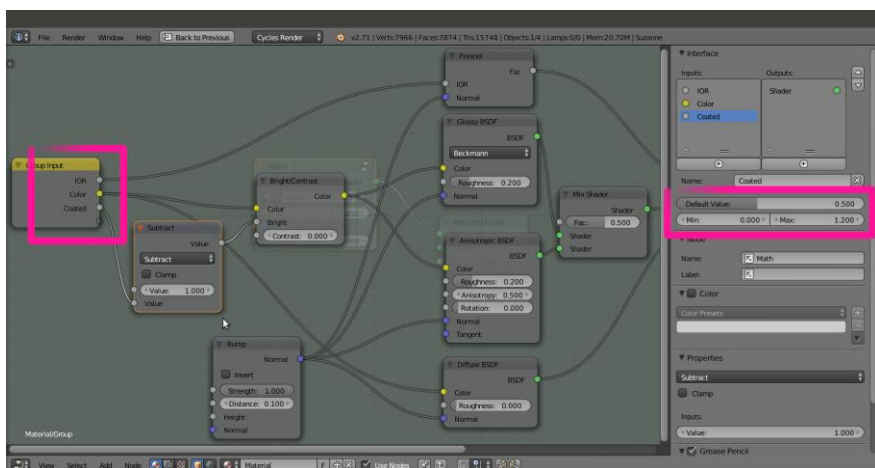 File Render Window Help Back to Previous Cycles Render v2.71 | Verts:7966 | Faces:7874 | Tris:15748 | Objects:1/4 | Lamps:0/0 | Mem:20.70M | Suzanne
Group Input
IOR
Color
Coated
Subtract
Value
Subtract
Clamp
Value: 1.000
Value
Bright/Contrast
Color
Color
Bright
Contrast: 0.000
Bump
Normal
Invert
Strength: 1.000
Distance: 0.100
Height
Normal
Fresnel
Fac
IOR
Normal
Glossy BSDF
BSDF
Beckmann
Color
Roughness: 0.200
Normal
Anisotropic BSDF
BSDF
Color
Roughness: 0.200
Anisotropy: 0.500
Rotation: 0.000
Normal
Tangent
Diffuse BSDF
BSDF
Color
Roughness: 0.000
Normal
Mix Shader
Shader
Fac: 0.500
Shader
Shader
Material/Group
Interface
Inputs: Outputs:
IOR Shader
Color
Coated
Name: Coated
Default Value: 0.500
Min: 0.000 Max: 1.200
Node
Name: Math
Label:
Color
Color Presets
Properties
Subtract
Clamp
Inputs:
Value: 1.000
Grease Pencil
View Select Add Node Material F Use Nodes